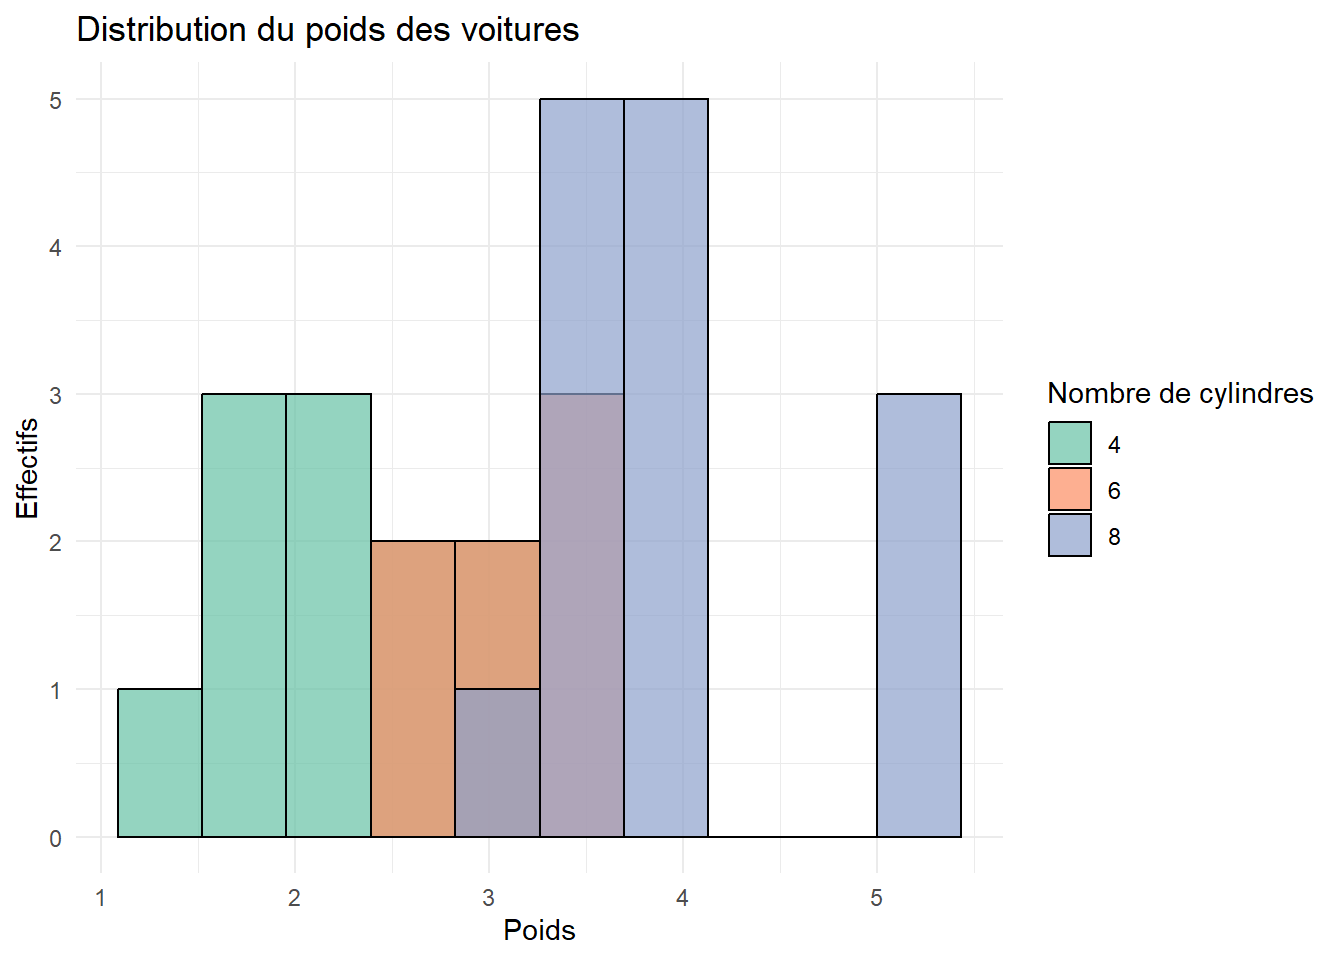 Distribution du poids des voitures
5
4
3
2
1
0
Effectifs
1 2 3 4 5
Poids
Nombre de cylindres
4
6
8